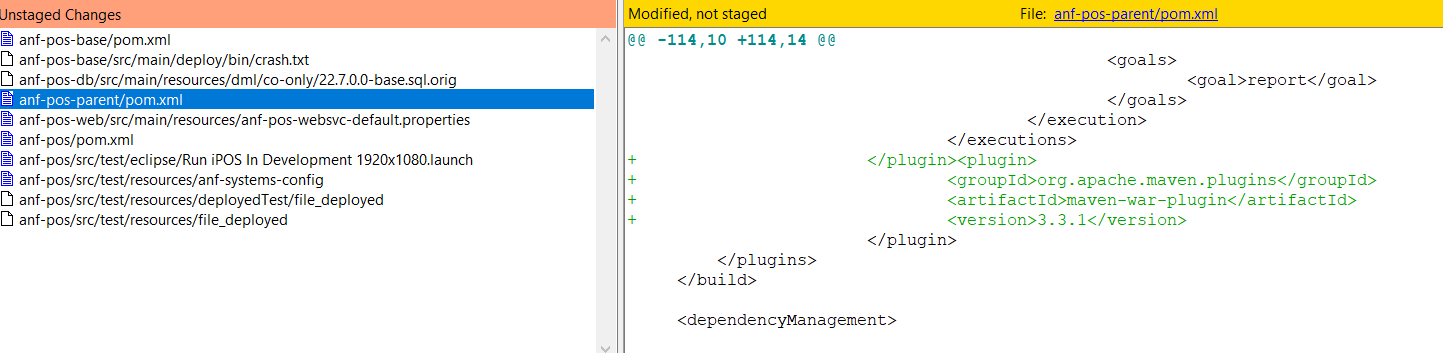 Unstaged Changes
anf-pos-base/pom.xml
anf-pos-base/src/main/deploy/bin/crash.txt
anf-pos-db/src/main/resources/dml/co-only/22.7.0.0-base.sql.orig
anf-pos-parent/pom.xml
anf-pos-web/src/main/resources/anf-pos-websvc-default.properties
anf-pos/pom.xml
anf-pos/src/test/eclipse/Run iPOS In Development 1920x1080.launch
anf-pos/src/test/resources/anf-systems-config
anf-pos/src/test/resources/deployedTest/file_deployed
anf-pos/src/test/resources/file_deployed
Modified, not staged File: anf-pos-parent/pom.xml
@@ -114,10 +114,14 @@
<goals>
<goal>report</goal>
</goals>
</execution>
</executions>
+ </plugin><plugin>
+ <groupId>org.apache.maven.plugins</groupId>
+ <artifactId>maven-war-plugin</artifactId>
+ <version>3.3.1</version>
</plugin>
</plugins>
</build>
<dependencyManagement>